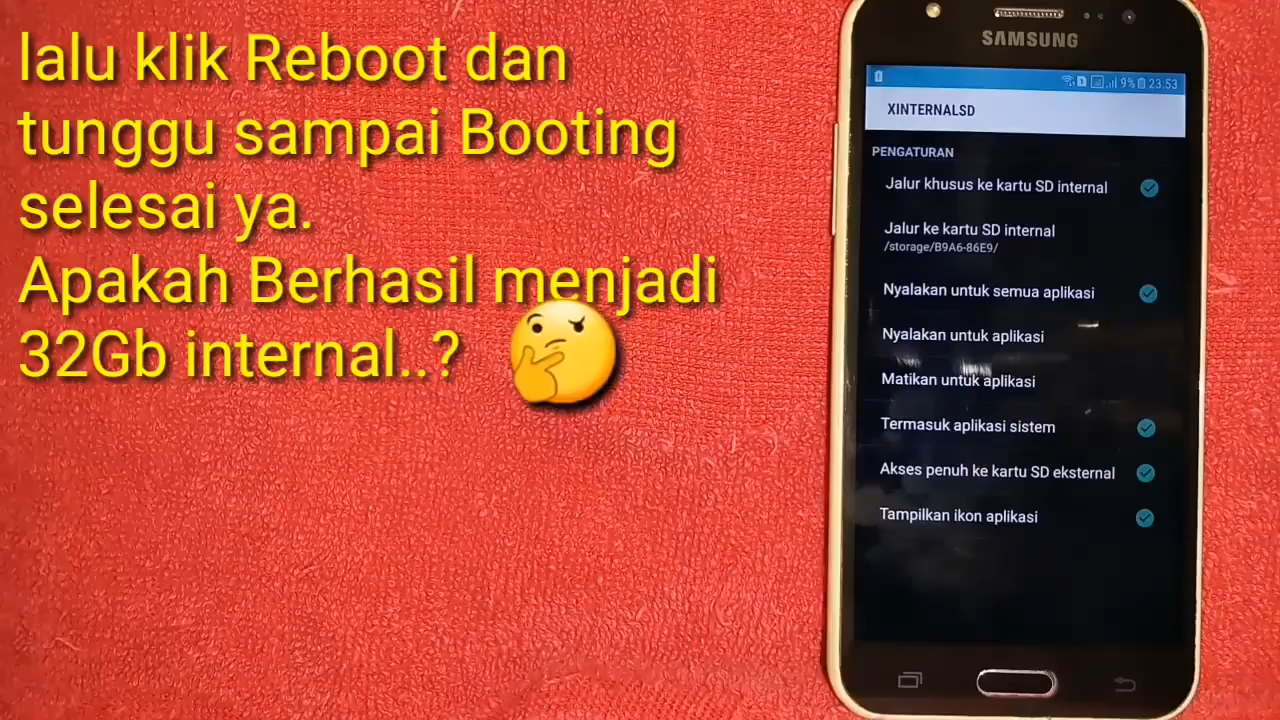 lalu klik Reboot dan
tunggu sampai Booting
selesai ya.
Apakah Berhasil menjadi
32Gb internal..?
SAMSUNG
9% 23:53
XINTERNALSD
PENGATURAN
Jalur khusus ke kartu SD internal
Jalur ke kartu SD internal
/storage/B9A6-86E9/
Nyalakan untuk semua aplikasi
Nyalakan untuk aplikasi
Matikan untuk aplikasi
Termasuk aplikasi sistem
Akses penuh ke kartu SD eksternal
Tampilkan ikon aplikasi